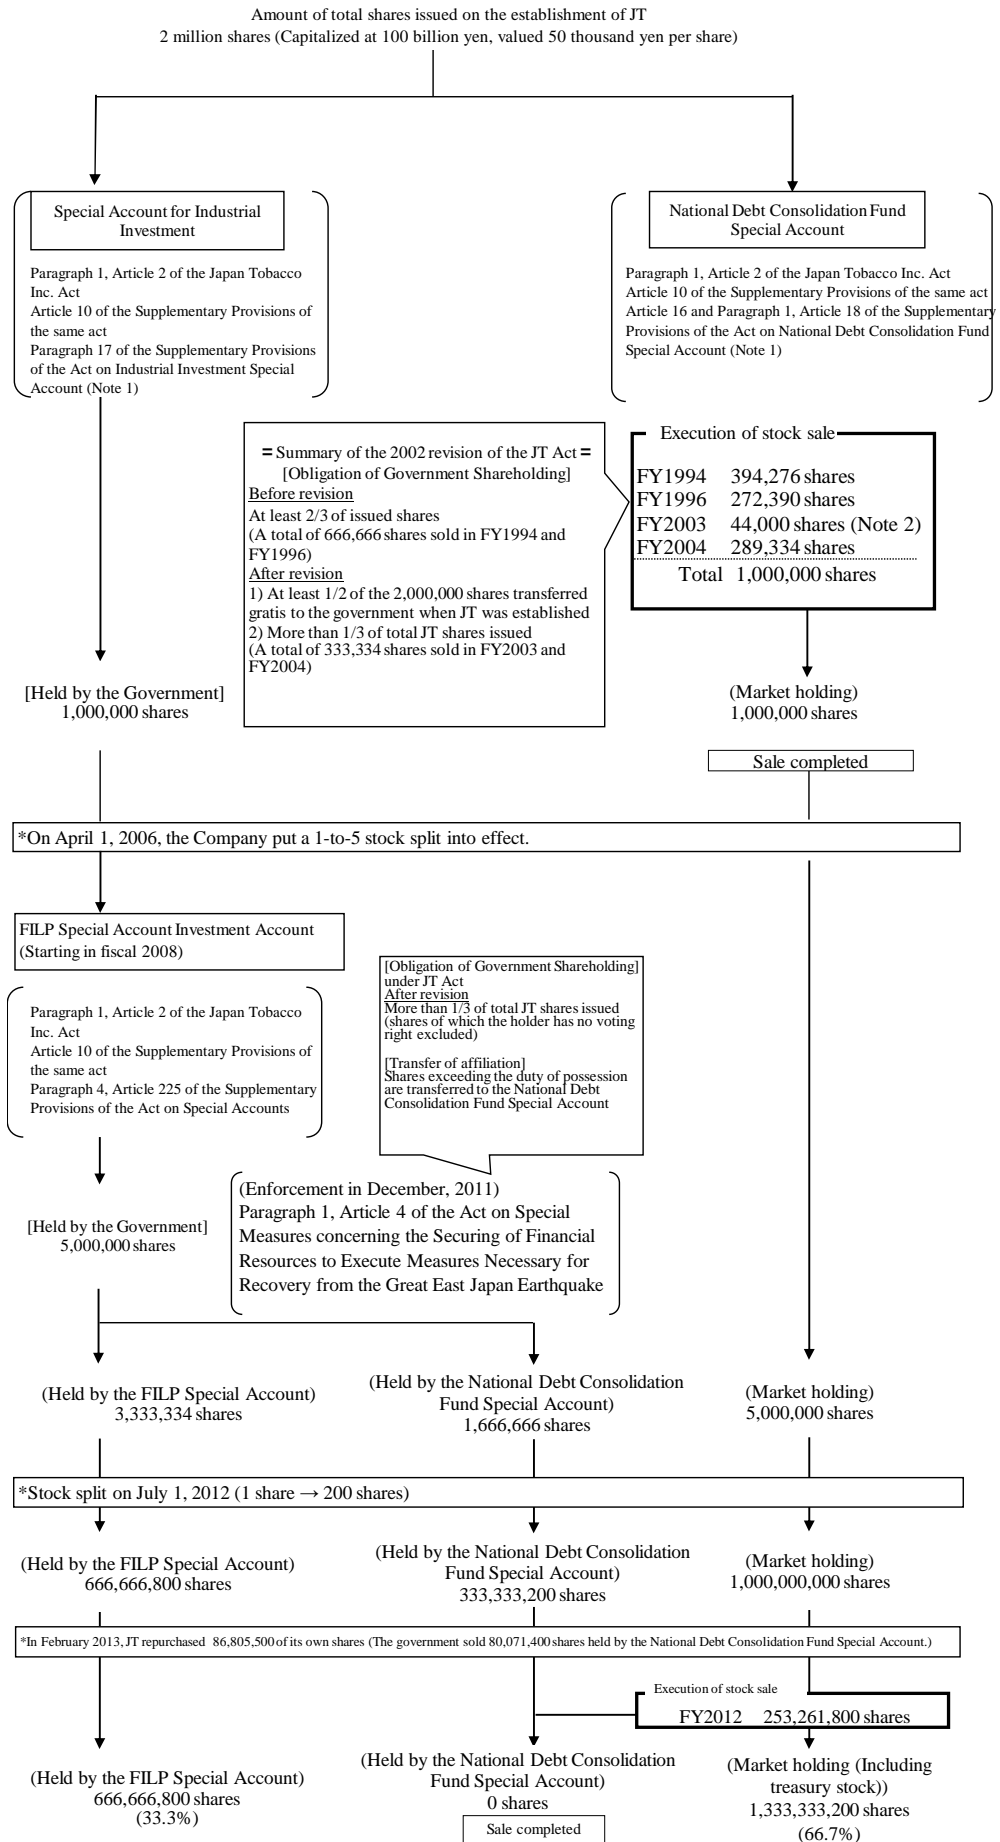 Amount of total shares issued on the establishment of JT
2 million shares (Capitalized at 100 billion yen, valued 50 thousand yen per share)
Special Account for Industrial
Investment
Paragraph 1, Article 2 of the Japan Tobacco
Inc. Act
Article 10 of the Supplementary Provisions of
the same act
Paragraph 17 of the Supplementary Provisions
of the Act on Industrial Investment Special
Account (Note 1)
National Debt Consolidation Fund
Special Account
Paragraph 1, Article 2 of the Japan Tobacco Inc. Act
Article 10 of the Supplementary Provisions of the same act
Article 16 and Paragraph 1, Article 18 of the Supplementary
Provisions of the Act on National Debt Consolidation Fund
Special Account (Note 1)
= Summary of the 2002 revision of the JT Act =
[Obligation of Government Shareholding]
Before revision
At least 2/3 of issued shares
(A total of 666,666 shares sold in FY1994 and
FY1996)
After revision
1) At least 1/2 of the 2,000,000 shares transferred
gratis to the government when JT was established
2) More than 1/3 of total JT shares issued
(A total of 333,334 shares sold in FY2003 and
FY2004)
Execution of stock sale
FY1994 394,276 shares
FY1996 272,390 shares
FY2003 44,000 shares (Note 2)
FY2004 289,334 shares
Total 1,000,000 shares
[Held by the Government]
1,000,000 shares
(Market holding)
1,000,000 shares
Sale completed
*On April 1, 2006, the Company put a 1-to-5 stock split into effect.
FILP Special Account Investment Account
(Starting in fiscal 2008)
Paragraph 1, Article 2 of the Japan Tobacco
Inc. Act
Article 10 of the Supplementary Provisions of
the same act
Paragraph 4, Article 225 of the Supplementary
Provisions of the Act on Special Accounts
[Obligation of Government Shareholding]
under JT Act
After revision
More than 1/3 of total JT shares issued
(shares of which the holder has no voting
right excluded)
[Transfer of affiliation]
Shares exceeding the duty of possession
are transferred to the National Debt
Consolidation Fund Special Account
[Held by the Government]
5,000,000 shares
(Enforcement in December, 2011)
Paragraph 1, Article 4 of the Act on Special
Measures concerning the Securing of Financial
Resources to Execute Measures Necessary for
Recovery from the Great East Japan Earthquake
(Held by the FILP Special Account)
3,333,334 shares
(Held by the National Debt Consolidation
Fund Special Account)
1,666,666 shares
(Market holding)
5,000,000 shares
*Stock split on July 1, 2012 (1 share → 200 shares)
(Held by the FILP Special Account)
666,666,800 shares
(Held by the National Debt Consolidation
Fund Special Account)
333,333,200 shares
(Market holding)
1,000,000,000 shares
*In February 2013, JT repurchased 86,805,500 of its own shares (The government sold 80,071,400 shares held by the National Debt Consolidation Fund Special Account.)
Execution of stock sale
FY2012 253,261,800 shares
(Held by the FILP Special Account)
666,666,800 shares
(33.3%)
(Held by the National Debt Consolidation
Fund Special Account)
0 shares
Sale completed
(Market holding (Including
treasury stock))
1,333,333,200 shares
(66.7%)